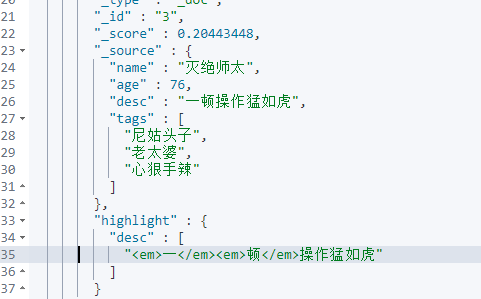 20 "_type" : "_doc",
21 "_id" : "3",
22 "_score" : 0.20443448,
23 "_source" : {
24 "name" : "灭绝师太",
25 "age" : 76,
26 "desc" : "一顿操作猛如虎",
27 "tags" : [
28 "尼姑头子",
29 "老太婆",
30 "心狠手辣"
31 ]
32 },
33 "highlight" : {
34 "desc" : [
35 "<em>一</em><em>顿</em>操作猛如虎"
36 ]
37 }